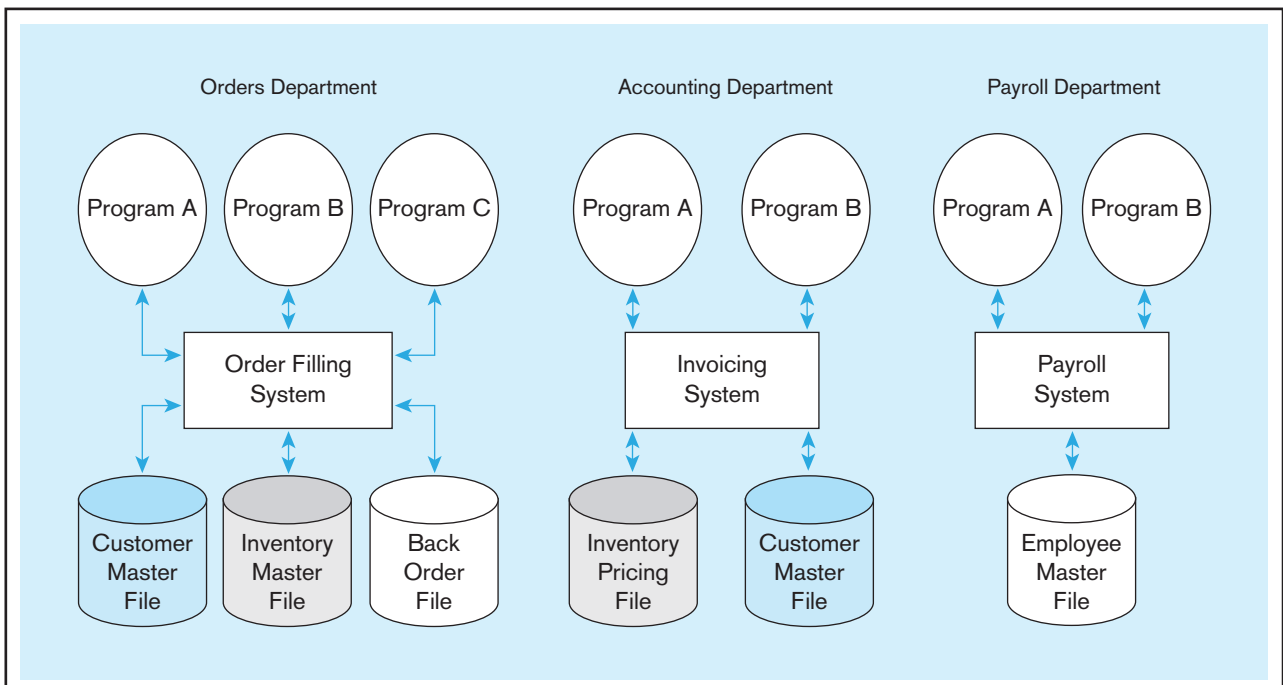 Orders Department
Accounting Department
Payroll Department
Program A
Program B
Program C
Program A
Program B
Program A
Program B
Order Filling
System
Invoicing
System
Payroll
System
Customer
Master
File
Inventory
Master
File
Back
Order
File
Inventory
Pricing
File
Customer
Master
File
Employee
Master
File